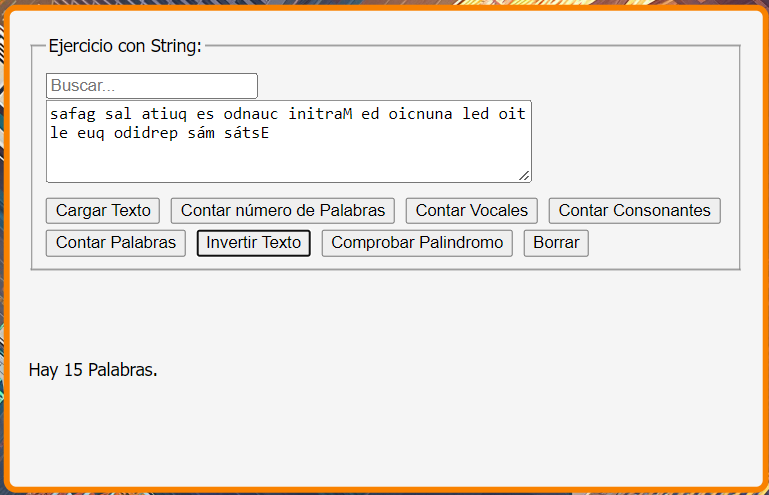 Ejercicio con String:
Buscar...
safag sal atiuq es odnauc initraM ed oicnuna led oit
le euq odidrep sám sátsE
Cargar Texto Contar número de Palabras Contar Vocales Contar Consonantes
Contar Palabras Invertir Texto Comprobar Palindromo Borrar
Hay 15 Palabras.